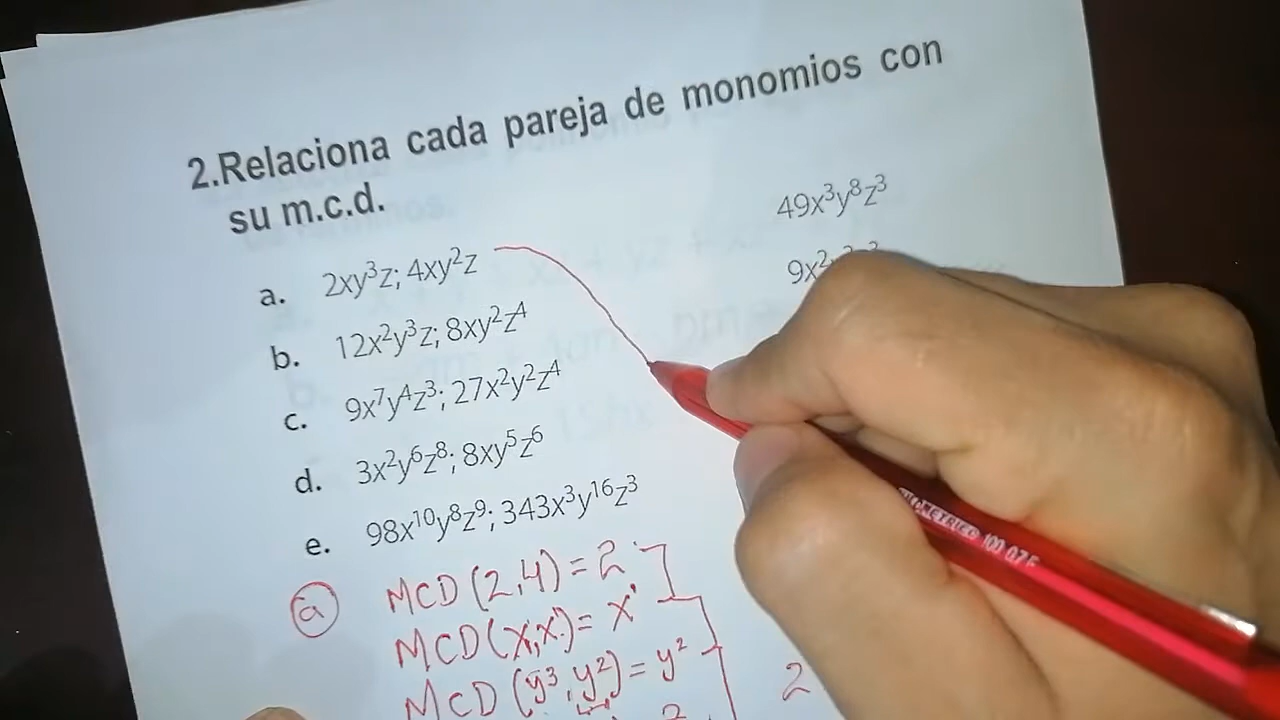 2.Relaciona cada pareja de monomios con
su m.c.d.
a. 2xy³z; 4xy²z
49x³y⁸z³
b. 12x²y³z; 8xy²z⁴
9x²
c. 9x⁷y⁴z³; 27x²y²z⁴
d. 3x²y⁶z⁸; 8xy⁵z⁶
e. 98x¹⁰y⁸z⁹; 343x³y¹⁶z³
a MCD (2,4) = 2
MCD (x,x) = x
MCD (y³, y²) = y²
2